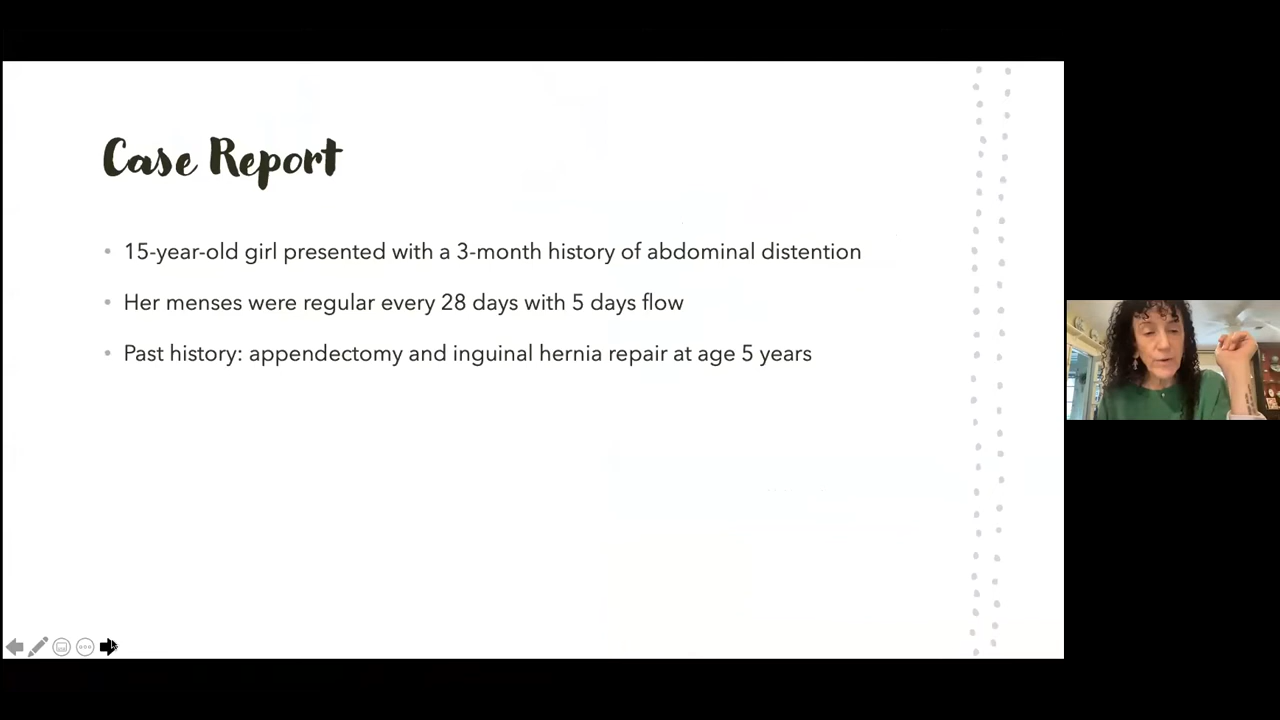 Case Report
15-year-old girl presented with a 3-month history of abdominal distention
Her menses were regular every 28 days with 5 days flow
Past history: appendectomy and inguinal hernia repair at age 5 years